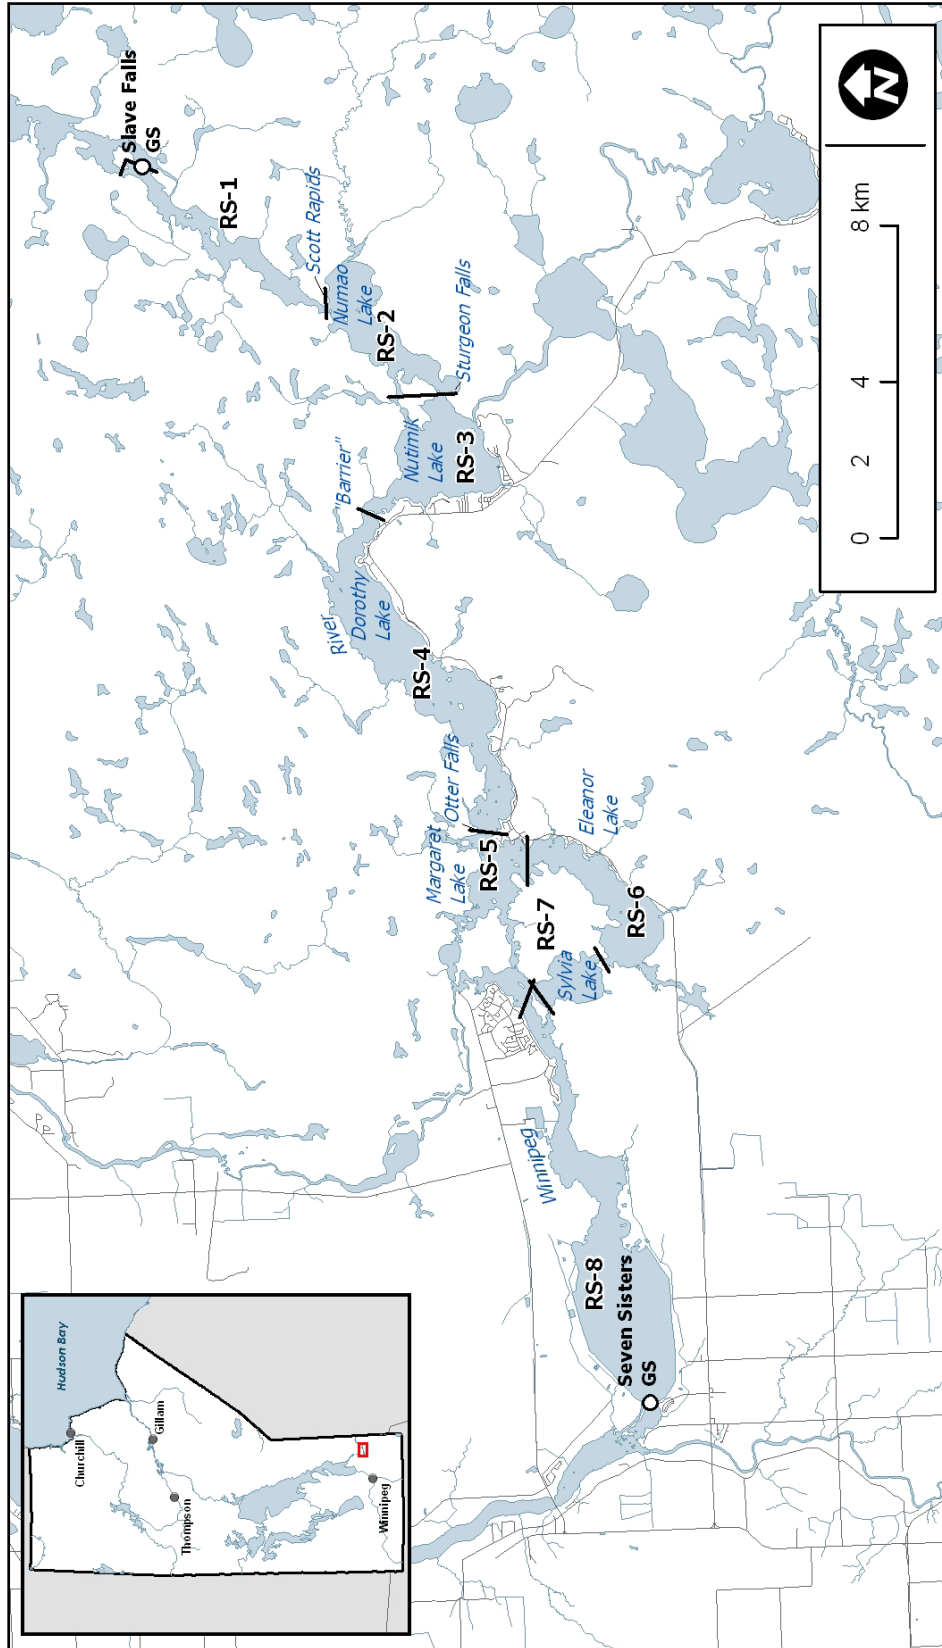 Hudson Bay
Churchill
Gillam
Thompson
Winnipeg
Slave Falls
GS
RS-1
Scott Rapids
Numao
Lake
RS-2
Sturgeon Falls
"Barrier"
Nutimik
Lake
RS-3
River
Dorothy
Lake
RS-4
Margaret
Lake
Otter Falls
RS-5
Eleanor
Lake
RS-7
RS-6
Sylvia
Lake
Winnipeg
RS-8
Seven Sisters
GS
0 2 4 8 km
N